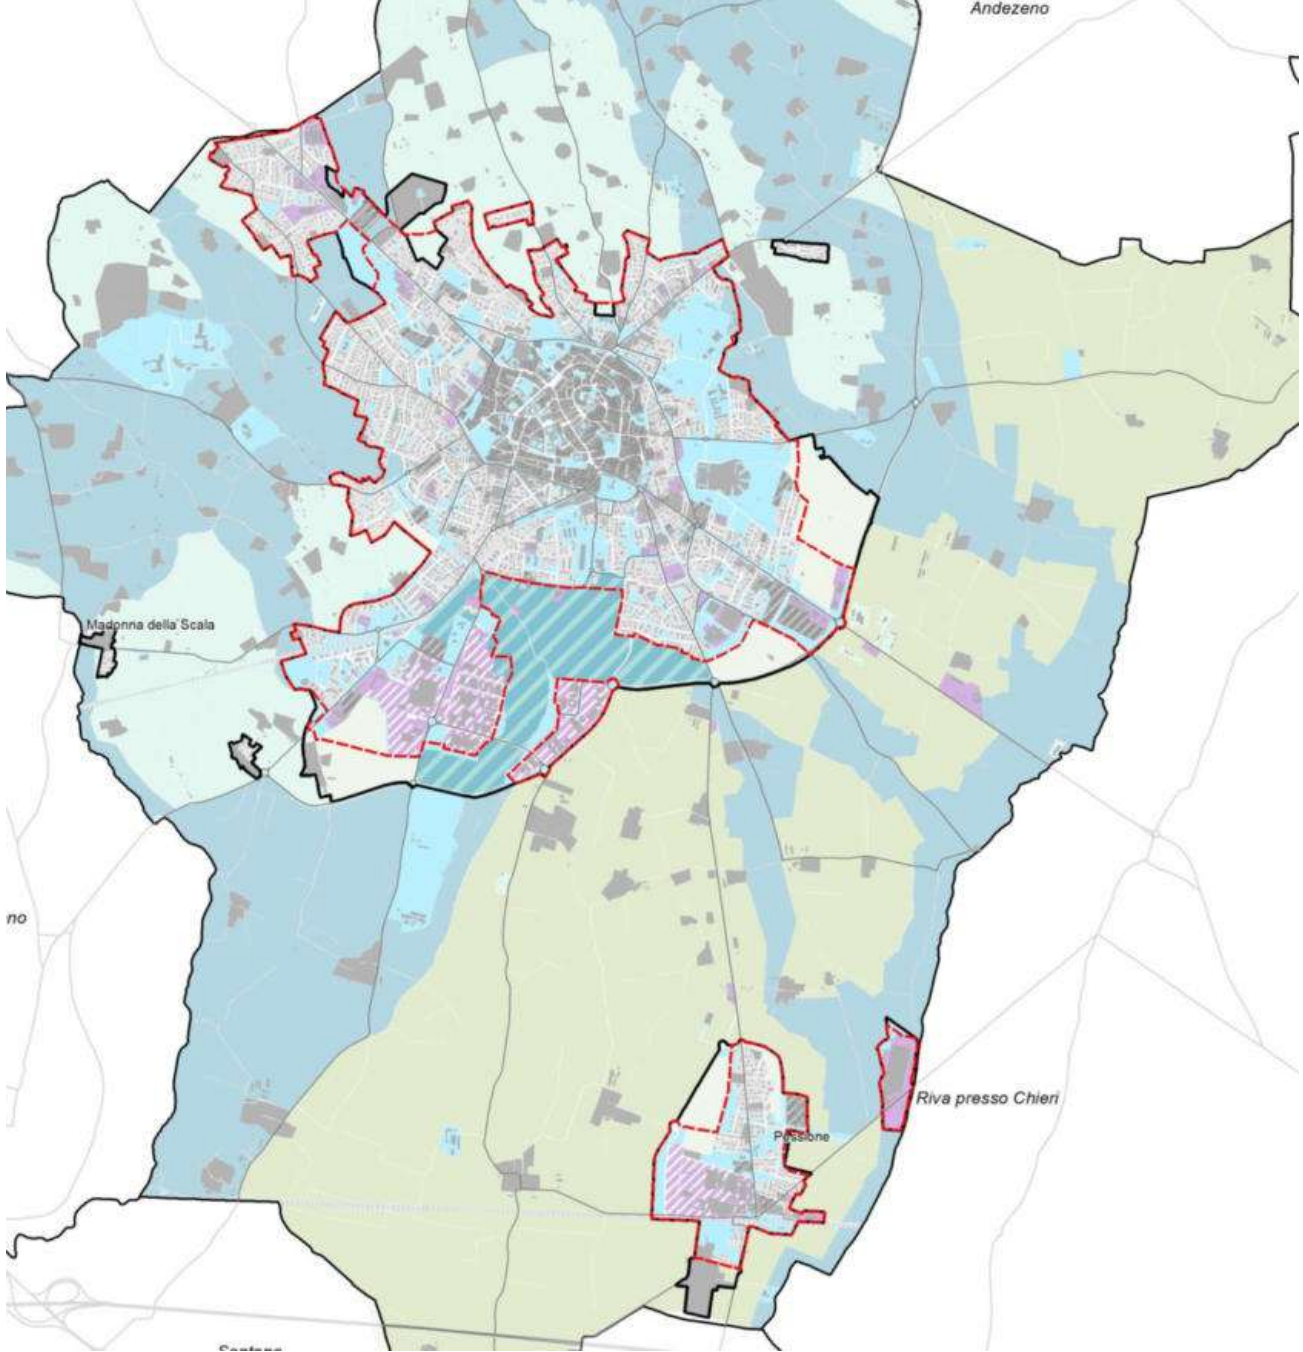 Andezeno
Madonna della Scala
no
Riva presso Chieri
Pessione